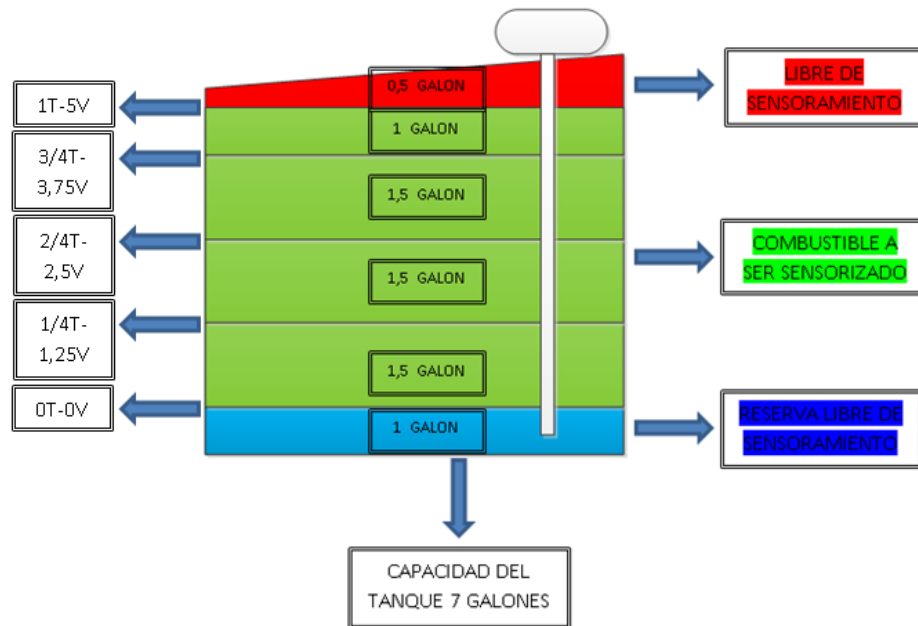 0,5 GALON
LIBRE DE
SENSORAMIENTO
1T-5V
1 GALON
3/4T-
3,75V
1,5 GALON
2/4T-
2,5V
COMBUSTIBLE A
SER SENSORIZADO
1,5 GALON
1/4T-
1,25V
1,5 GALON
0T-0V
1 GALON
RESERVA LIBRE DE
SENSORAMIENTO
CAPACIDAD DEL
TANQUE 7 GALONES